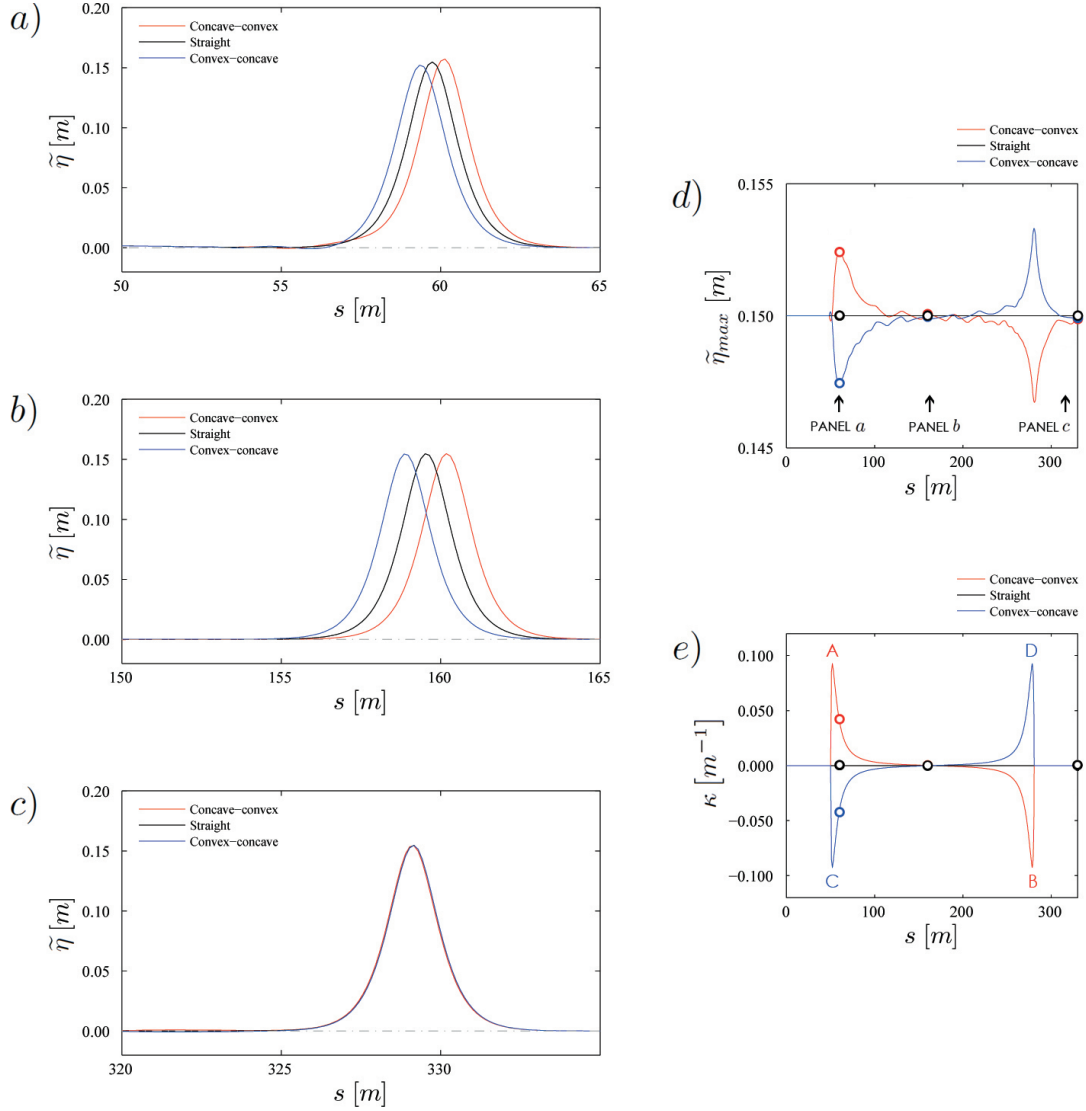 a)
0.20
0.15
0.10
0.05
0.00
η̃ [m]
Concave−convex
Straight
Convex−concave
50
55
60
65
s [m]
b)
0.20
0.15
0.10
0.05
0.00
η̃ [m]
Concave−convex
Straight
Convex−concave
150
155
160
165
s [m]
c)
0.20
0.15
0.10
0.05
0.00
η̃ [m]
Concave−convex
Straight
Convex−concave
320
325
330
s [m]
Concave−convex
Straight
Convex−concave
d)
0.155
0.150
0.145
η̃max [m]
PANEL a
PANEL b
PANEL c
0
100
200
300
s [m]
Concave−convex
Straight
Convex−concave
e)
0.100
0.050
0.000
−0.050
−0.100
κ [m⁻¹]
A
D
C
B
0
100
200
300
s [m]